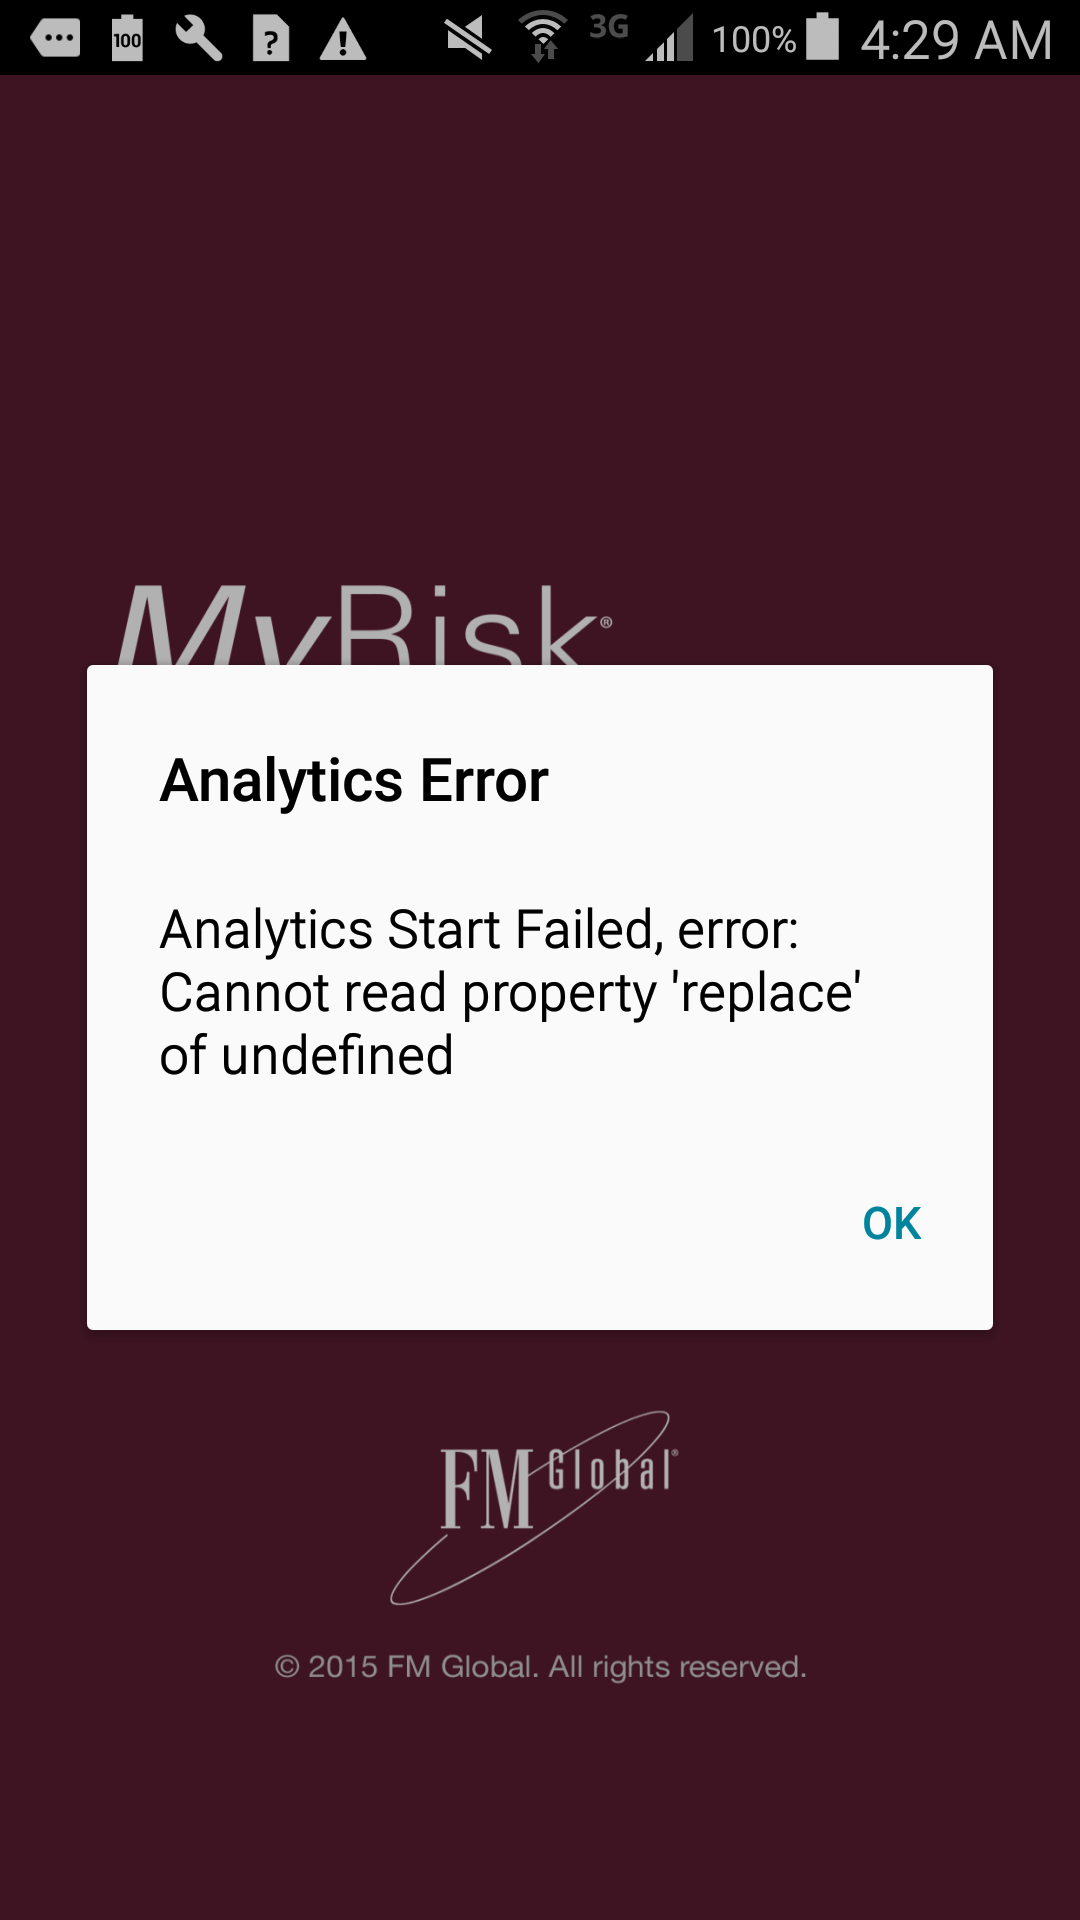 100 ? 3G 100% 4:29 AM
MyRisk®
Analytics Error
Analytics Start Failed, error:
Cannot read property 'replace'
of undefined
OK
FM Global®
© 2015 FM Global. All rights reserved.